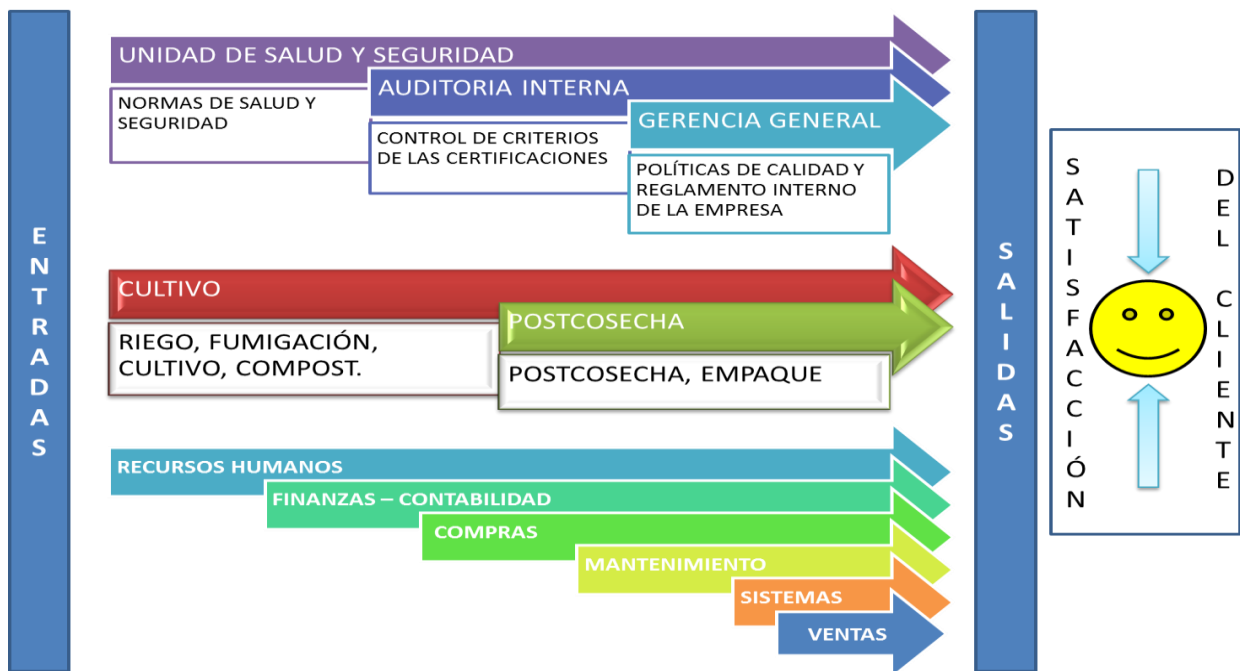 ENTRADAS
UNIDAD DE SALUD Y SEGURIDAD
NORMAS DE SALUD Y
SEGURIDAD
AUDITORIA INTERNA
CONTROL DE CRITERIOS
DE LAS CERTIFICACIONES
GERENCIA GENERAL
POLÍTICAS DE CALIDAD Y
REGLAMENTO INTERNO
DE LA EMPRESA
CULTIVO
RIEGO, FUMIGACIÓN,
CULTIVO, COMPOST.
POSTCOSECHA
POSTCOSECHA, EMPAQUE
RECURSOS HUMANOS
FINANZAS – CONTABILIDAD
COMPRAS
MANTENIMIENTO
SISTEMAS
VENTAS
SALIDAS
SATISFACCIÓN
DEL CLIENTE